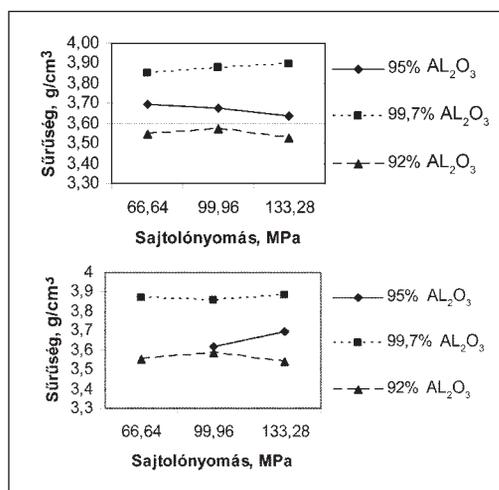 4,00
3,90
3,80
3,70
3,60
3,50
3,40
3,30
Sűrűség, g/cm³
66,64 99,96 133,28
Sajtolónyomás, MPa
95% AL₂O₃
99,7% AL₂O₃
92% AL₂O₃
4
3,9
3,8
3,7
3,6
3,5
3,4
3,3
Sűrűség, g/cm³
66,64 99,96 133,28
Sajtolónyomás, MPa
95% AL₂O₃
99,7% AL₂O₃
92% AL₂O₃